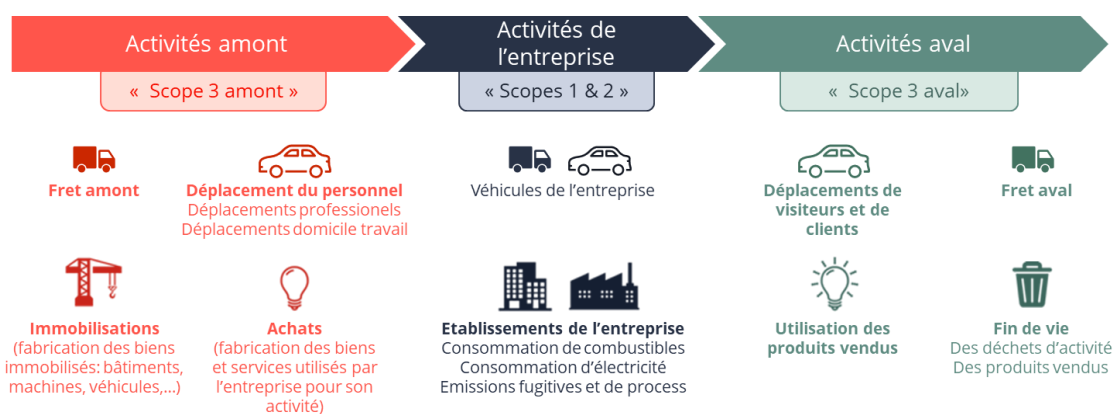 Activités amont
Activités de
l'entreprise
Activités aval
« Scope 3 amont »
« Scopes 1 & 2 »
« Scope 3 aval»
Fret amont
Déplacement du personnel
Déplacements professionels
Déplacements domicile travail
Véhicules de l'entreprise
Déplacements de
visiteurs et de
clients
Fret aval
Immobilisations
(fabrication des biens
immobilisés: bâtiments,
machines, véhicules,...)
Achats
(fabrication des biens
et services utilisés par
l'entreprise pour son
activité)
Etablissements de l'entreprise
Consommation de combustibles
Consommation d'électricité
Emissions fugitives et de process
Utilisation des
produits vendus
Fin de vie
Des déchets d'activité
Des produits vendus